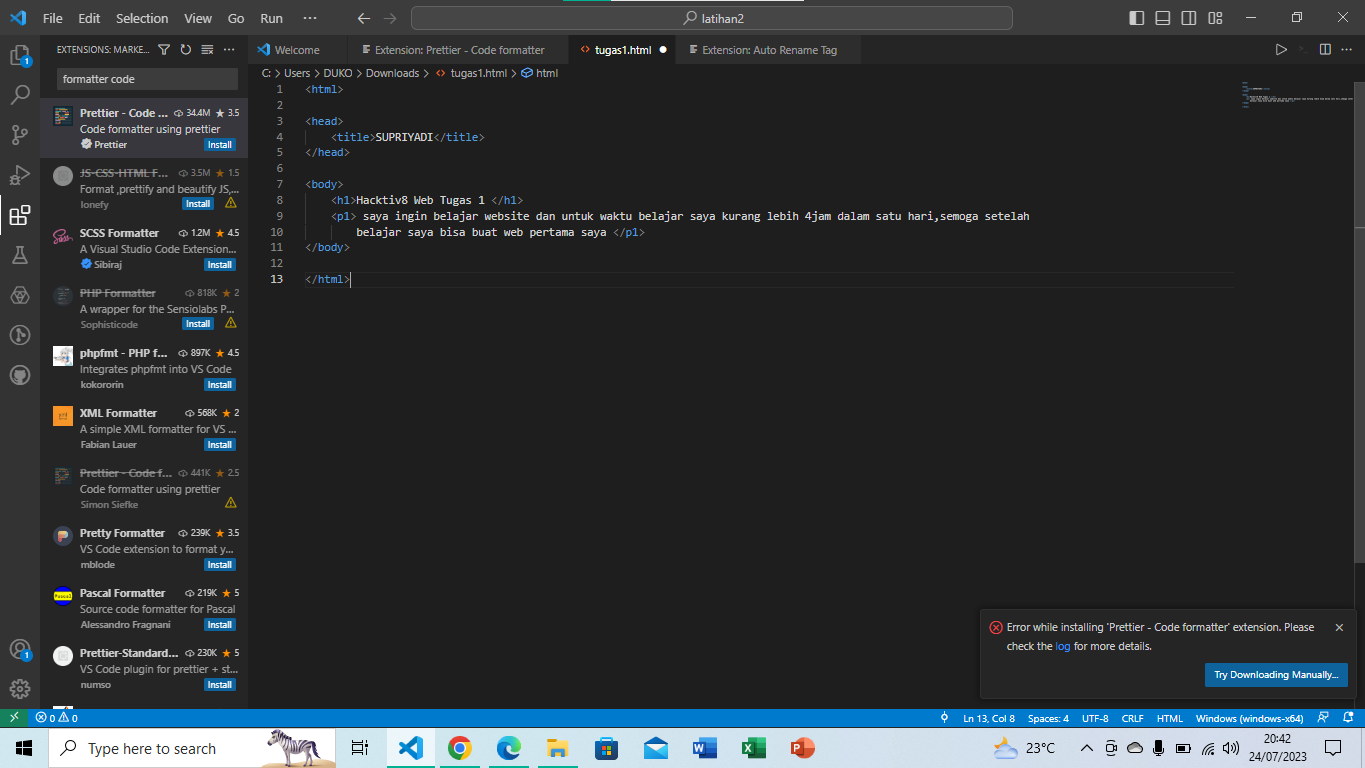 File Edit Selection View Go Run ··· latihan2
EXTENSIONS: MARKE...
formatter code
Prettier - Code ... 34.4M ★ 3.5
Code formatter using prettier
Prettier Install
JS-CSS-HTML F... 3.5M ★ 1.5
Format ,prettify and beautify JS,...
lonefy Install
SCSS Formatter 1.2M ★ 4.5
A Visual Studio Code Extension...
Sibiraj Install
PHP Formatter 818K ★ 2
A wrapper for the Sensiolabs P...
Sophisticode Install
phpfmt - PHP f... 897K ★ 4.5
Integrates phpfmt into VS Code
kokororin Install
XML Formatter 568K ★ 2
A simple XML formatter for VS ...
Fabian Lauer Install
Prettier - Code f... 441K ★ 2.5
Code formatter using prettier
Simon Siefke
Pretty Formatter 239K ★ 3.5
VS Code extension to format y...
mblode Install
Pascal Formatter 219K ★ 5
Source code formatter for Pascal
Alessandro Fragnani Install
Prettier-Standard... 230K ★ 5
VS Code plugin for prettier + st...
numso Install
Welcome Extension: Prettier - Code formatter tugas1.html ● Extension: Auto Rename Tag
C: > Users > DUKO > Downloads > tugas1.html > html
1 <html>
2
3 <head>
4 <title>SUPRIYADI</title>
5 </head>
6
7 <body>
8 <h1>Hacktiv8 Web Tugas 1 </h1>
9 <p1> saya ingin belajar website dan untuk waktu belajar saya kurang lebih 4jam dalam satu hari,semoga setelah
10 belajar saya bisa buat web pertama saya </p1>
11 </body>
12
13 </html>
Error while installing 'Prettier - Code formatter' extension. Please
check the log for more details.
Try Downloading Manually...
0 0 Ln 13, Col 8 Spaces: 4 UTF-8 CRLF HTML Windows (windows-x64)
Type here to search 23°C 20:42
24/07/2023